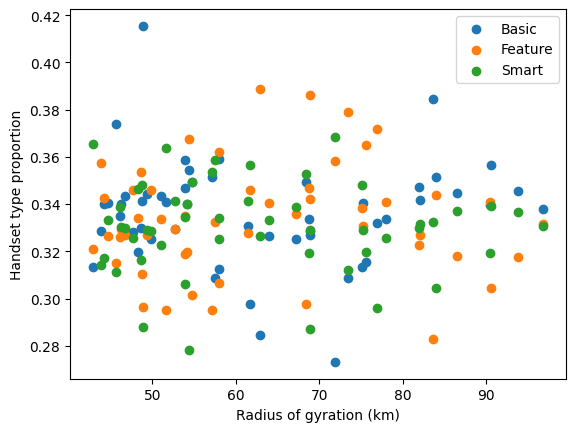 0.42
0.40
0.38
0.36
0.34
0.32
0.30
0.28
Handset type proportion
50
60
70
80
90
Radius of gyration (km)
Basic
Feature
Smart